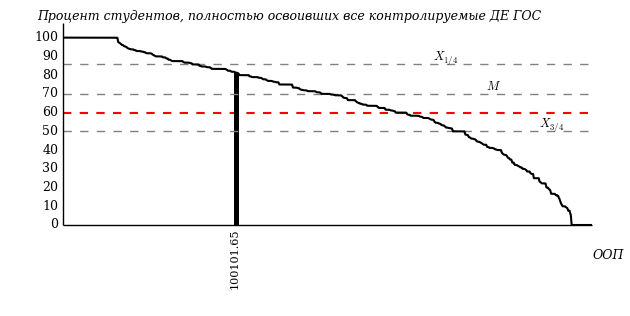 Процент студентов, полностью освоивших все контролируемые ДЕ ГОС
100
90
X1/4
80
M
70
60
X3/4
50
40
30
20
10
0
100101.65
ООП